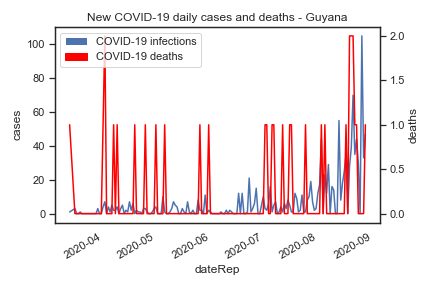 New COVID-19 daily cases and deaths - Guyana
COVID-19 infections
COVID-19 deaths
100
80
60
40
20
0
cases
2.0
1.5
1.0
0.5
0.0
deaths
2020-04
2020-05
2020-06
2020-07
2020-08
2020-09
dateRep